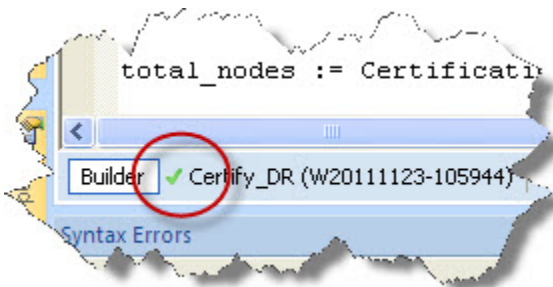 total_nodes := Certificati
Builder Certify_DR (W20111123-105944)
Syntax Errors